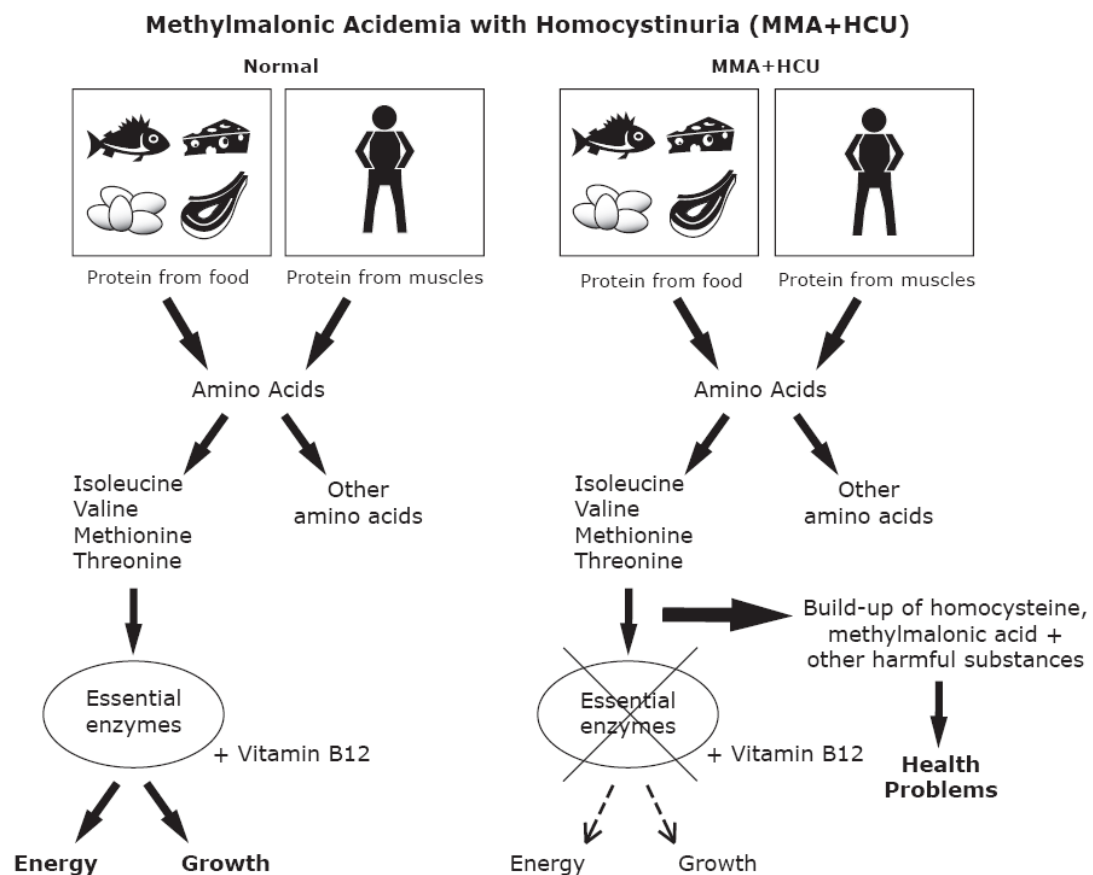 Methylmalonic Acidemia with Homocystinuria (MMA+HCU)
Normal
Protein from food
Protein from muscles
Amino Acids
Isoleucine
Valine
Methionine
Threonine
Other
amino acids
Essential
enzymes
+ Vitamin B12
Energy
Growth
MMA+HCU
Protein from food
Protein from muscles
Amino Acids
Isoleucine
Valine
Methionine
Threonine
Other
amino acids
Build-up of homocysteine,
methylmalonic acid +
other harmful substances
Essential
enzymes
+ Vitamin B12
Health
Problems
Energy
Growth